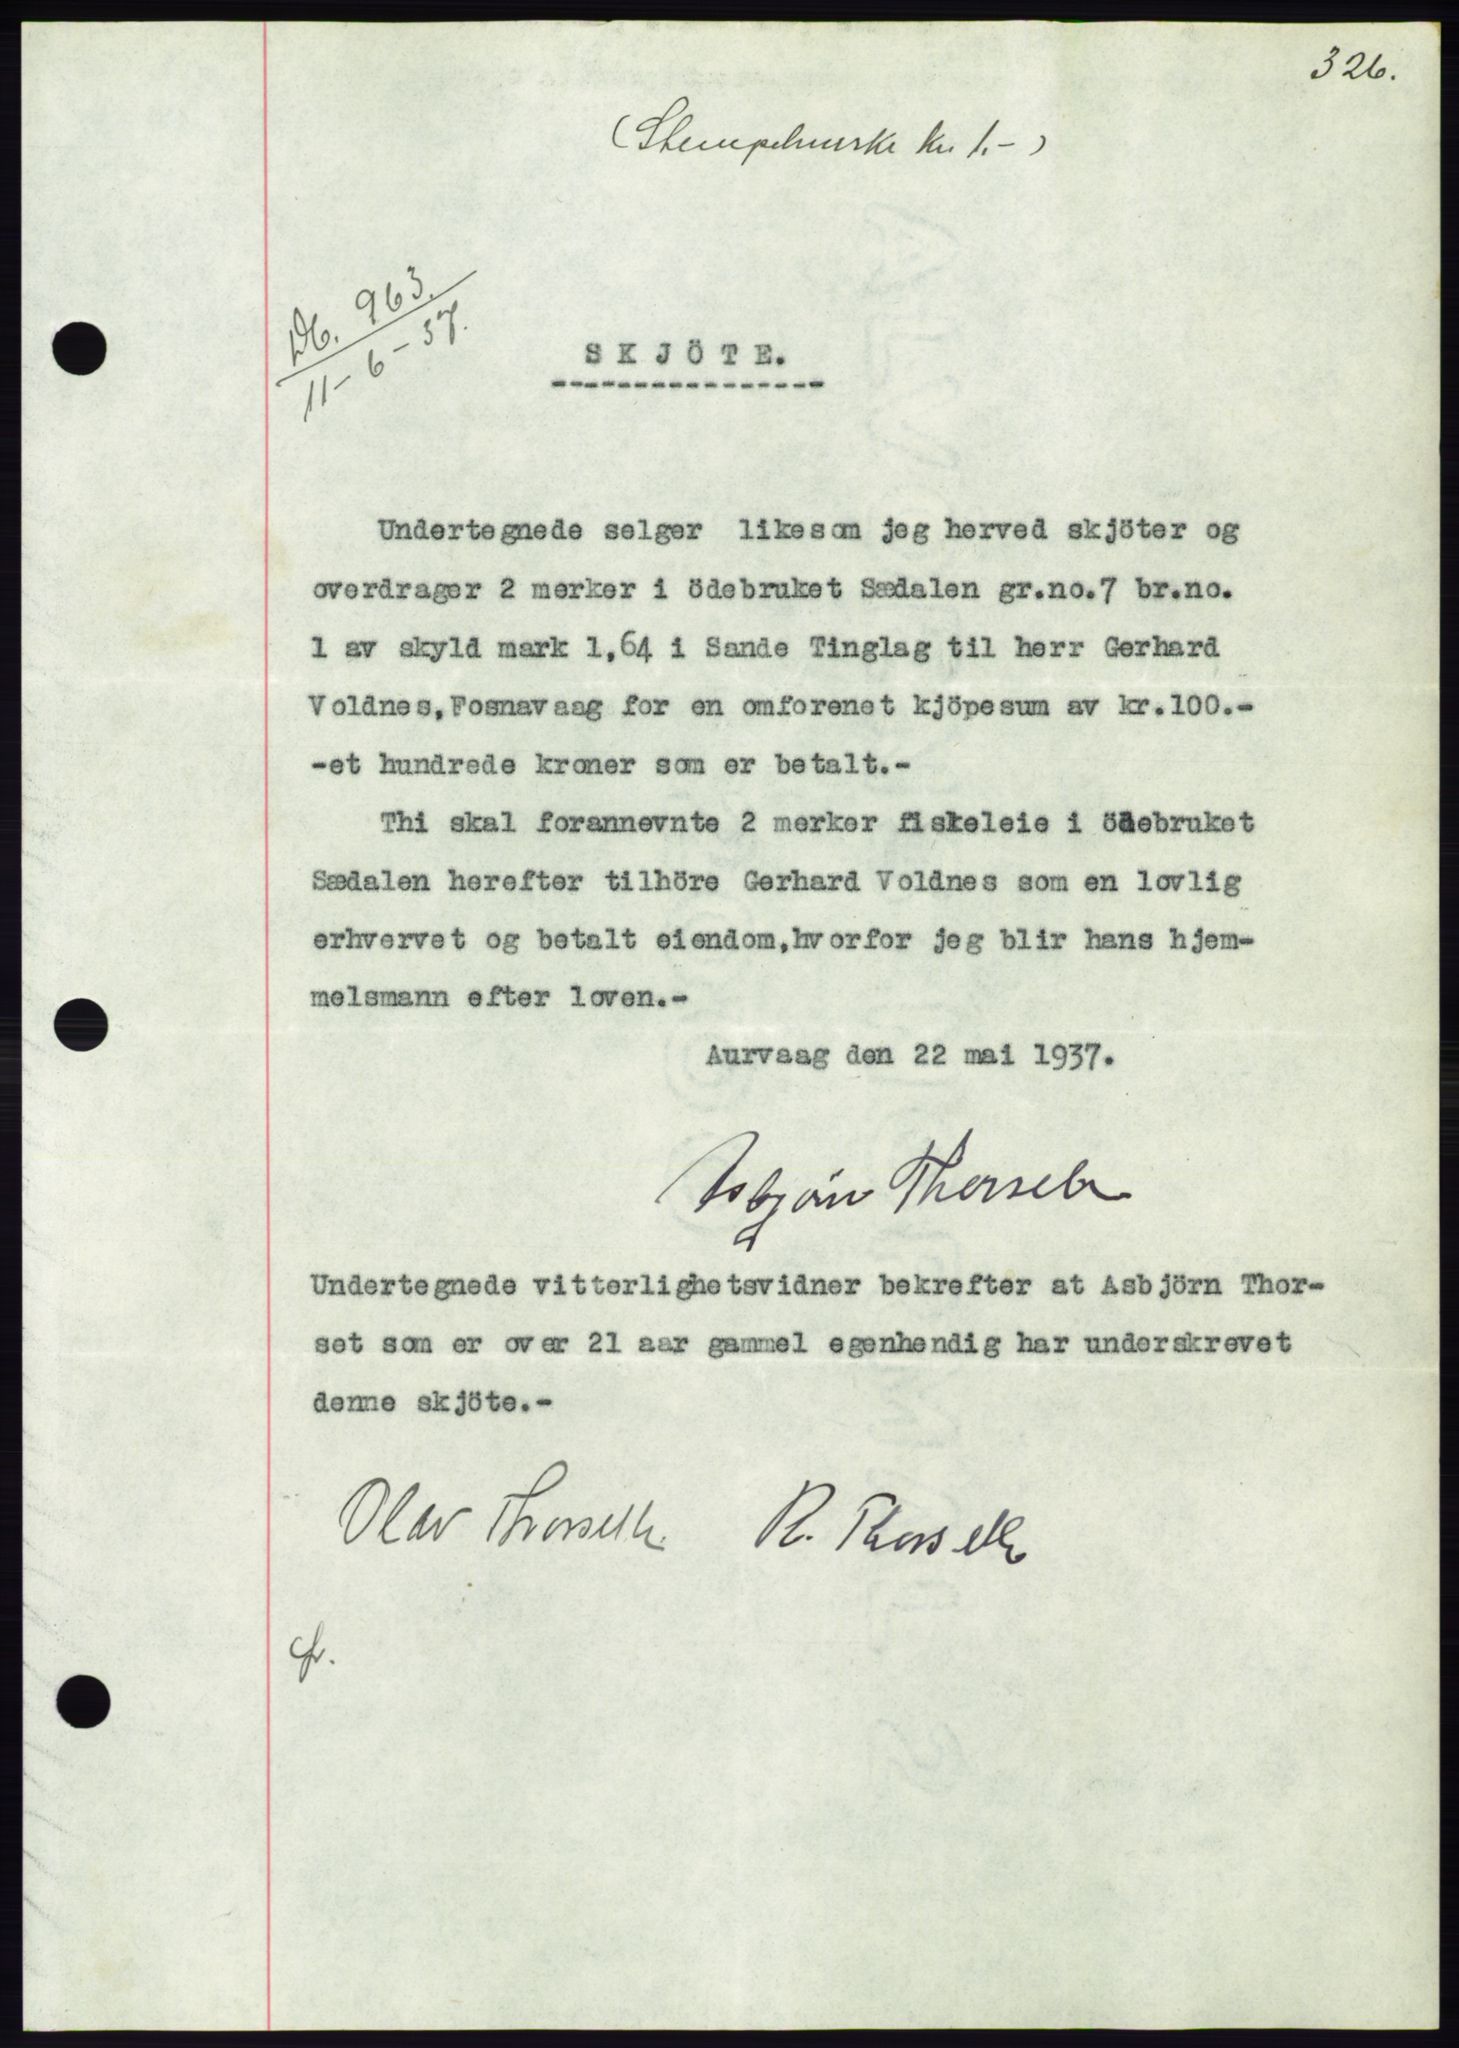 326.
(Stempelmerke kr. 1.-)
Db. 963.
11-6-37.
SKJÖTE.
Undertegnede selger likesom jeg herved skjöter og
overdrager 2 merker i ödebruket Sædalen gr.no.7 br.no.
1 av skyld mark 1,64 i Sande Tinglag til herr Gerhard
Voldnes,Fosnavaag for en omforenet kjöpesum av kr.100.-
-et hundrede kroner som er betalt.-
Thi skal forannevnte 2 merker fiskeleie i ödebruket
Sædalen herefter tilhöre Gerhard Voldnes som en lovlig
erhvervet og betalt eiendom,hvorfor jeg blir hans hjem-
melsmann efter loven.-
Aurvaag den 22 mai 1937.
Asbjörn Thorseth
Undertegnede vitterlighetsvidner bekrefter at Asbjörn Thor-
set som er over 21 aar gammel egenhendig har underskrevet
denne skjöte.-
Olav Thorseth. R. Thorseth